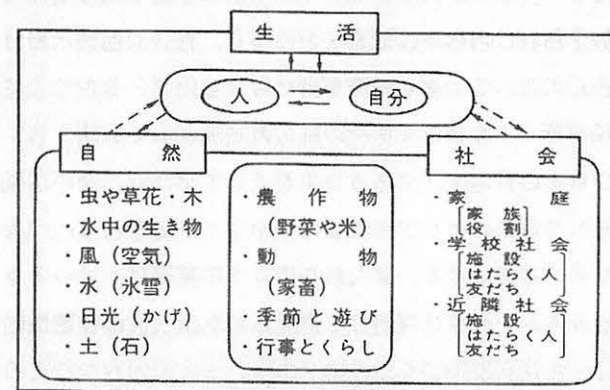 生 活
人
自分
自 然
社 会
・虫や草花・木
・水中の生き物
・風（空気）
・水（氷雪）
・日光（かげ）
・土（石）
・農 作 物
（野菜や米）
・動 物
（家畜）
・季節と遊び
・行事とくらし
・家 庭
家 族
役 割
・学 校 社 会
施 設
はたらち
友だち
・近 隣 社 会
施 設
はたらく人
友だち